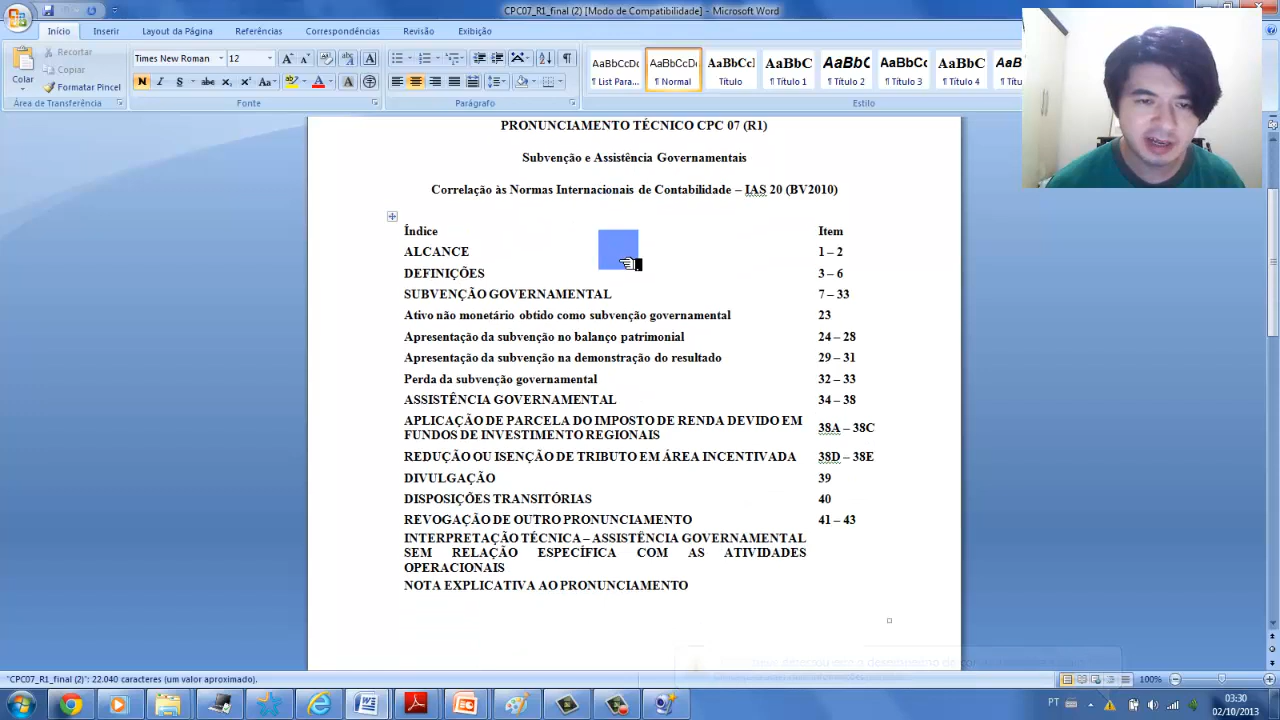 CPC07_R1_final (2) [Modo de Compatibilidade] - Microsoft Word
Início Inserir Layout da Página Referências Correspondências Revisão Exibição
Colar
Recortar
Copiar
Formatar Pincel
Área de Transferência
Times New Roman 12
N I S abc x₂ x² Aa
Fonte
Parágrafo
AaBbCcDc AaBbCcDc AaBbCc AaBbC AaBbC AaBbCc AaBbC AaB
¶ List Para... ¶ Normal Título ¶ Título 1 ¶ Título 2 ¶ Título 3 ¶ Título 4 ¶ Títu
Estilo
PRONUNCIAMENTO TÉCNICO CPC 07 (R1)
Subvenção e Assistência Governamentais
Correlação às Normas Internacionais de Contabilidade – IAS 20 (BV2010)
Índice Item
ALCANCE 1 – 2
DEFINIÇÕES 3 – 6
SUBVENÇÃO GOVERNAMENTAL 7 – 33
Ativo não monetário obtido como subvenção governamental 23
Apresentação da subvenção no balanço patrimonial 24 – 28
Apresentação da subvenção na demonstração do resultado 29 – 31
Perda da subvenção governamental 32 – 33
ASSISTÊNCIA GOVERNAMENTAL 34 – 38
APLICAÇÃO DE PARCELA DO IMPOSTO DE RENDA DEVIDO EM
FUNDOS DE INVESTIMENTO REGIONAIS 38A – 38C
REDUÇÃO OU ISENÇÃO DE TRIBUTO EM ÁREA INCENTIVADA 38D – 38E
DIVULGAÇÃO 39
DISPOSIÇÕES TRANSITÓRIAS 40
REVOGAÇÃO DE OUTRO PRONUNCIAMENTO 41 – 43
INTERPRETAÇÃO TÉCNICA – ASSISTÊNCIA GOVERNAMENTAL
SEM RELAÇÃO ESPECÍFICA COM AS ATIVIDADES
OPERACIONAIS
NOTA EXPLICATIVA AO PRONUNCIAMENTO
"CPC07_R1_final (2)": 22.040 caracteres (um valor aproximado).
100%
PT
03:30
02/10/2013